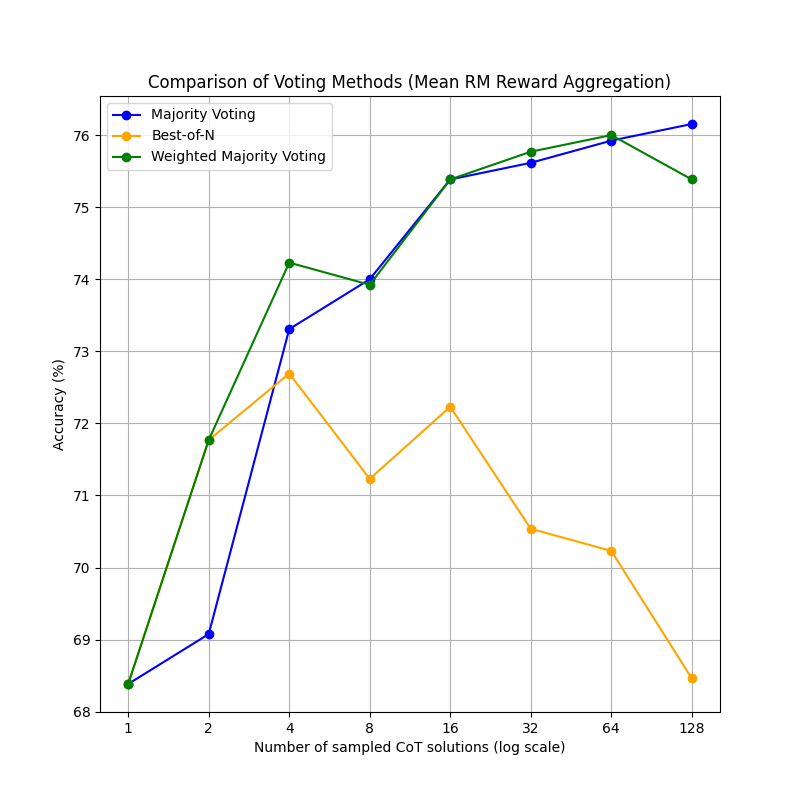 Comparison of Voting Methods (Mean RM Reward Aggregation)
Majority Voting
Best-of-N
Weighted Majority Voting
76
75
74
73
72
71
70
69
68
Accuracy (%)
1 2 4 8 16 32 64 128
Number of sampled CoT solutions (log scale)